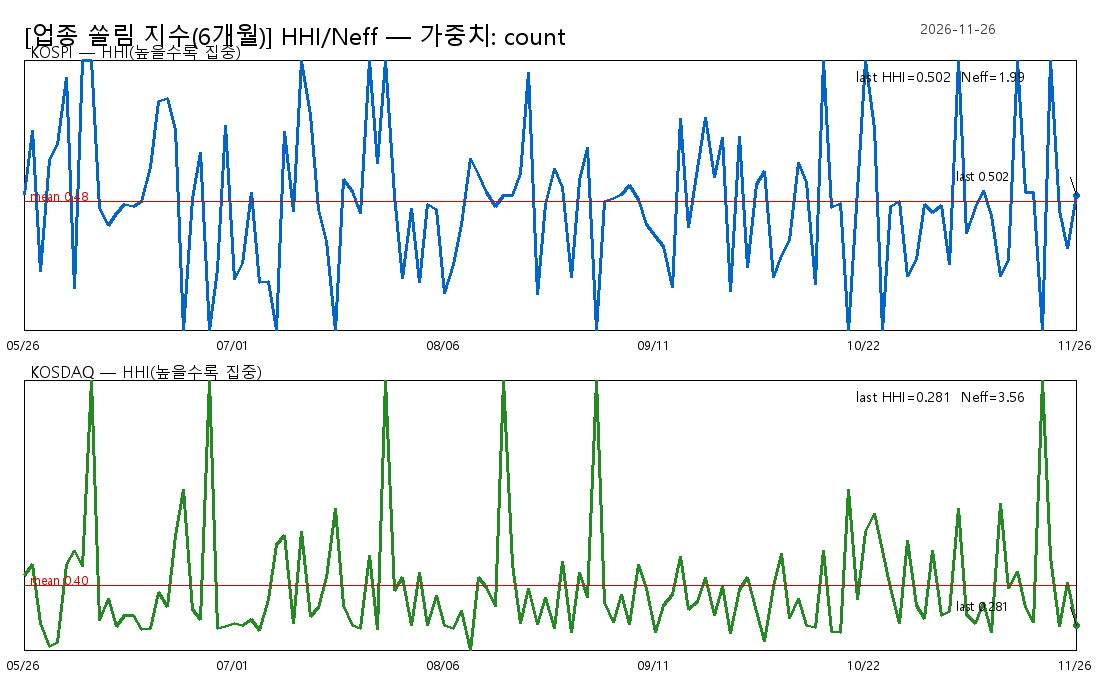 [업종 쏠림 지수(6개월)] HHI/Neff — 가중치: count
2026-11-26
KOSPI — HHI(높을수록 집중)
last HHI=0.502 Neff=1.99
last 0.502
mean 0.48
05/26 07/01 08/06 09/11 10/22 11/26
KOSDAQ — HHI(높을수록 집중)
last HHI=0.281 Neff=3.56
mean 0.40
last 0.281
05/26 07/01 08/06 09/11 10/22 11/26